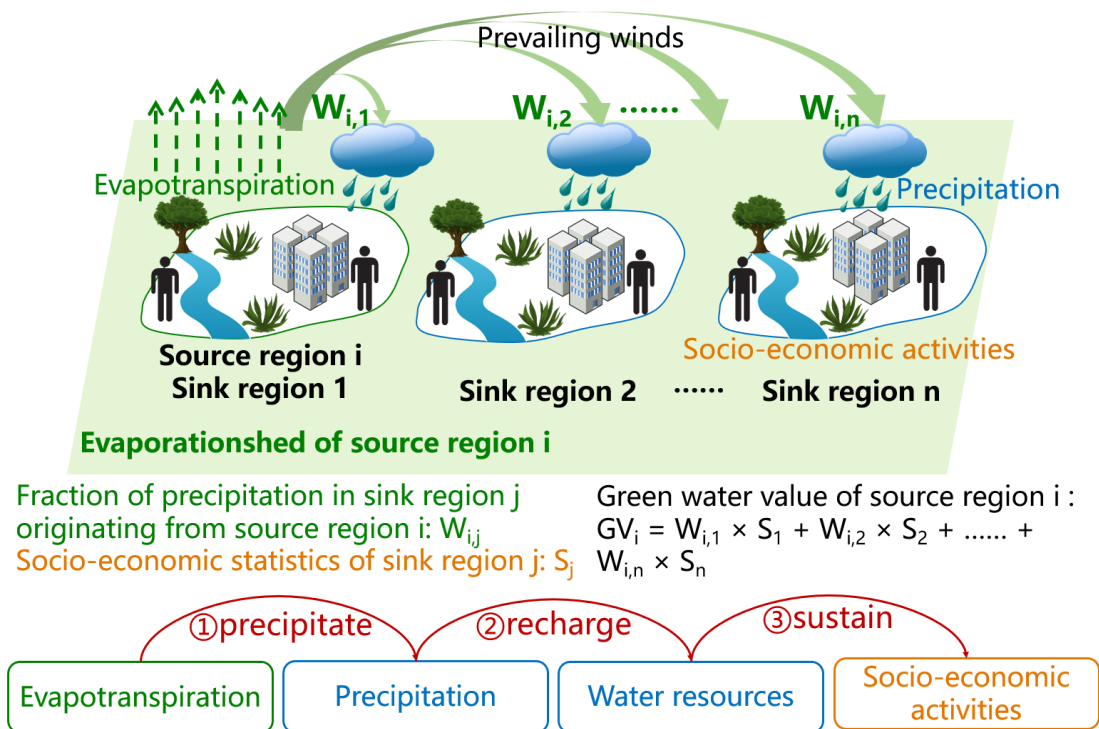 Prevailing winds
Wi,1
Wi,2
······
Wi,n
Evapotranspiration
Precipitation
Socio-economic activities
Source region i
Sink region 1
Sink region 2
······
Sink region n
Evaporationshed of source region i
Fraction of precipitation in sink region j
originating from source region i: Wi,j
Socio-economic statistics of sink region j: Sj
Green water value of source region i :
GVi = Wi,1 × S1 + Wi,2 × S2 + ...... +
Wi,n × Sn
①precipitate
②recharge
③sustain
Evapotranspiration
Precipitation
Water resources
Socio-economic
activities